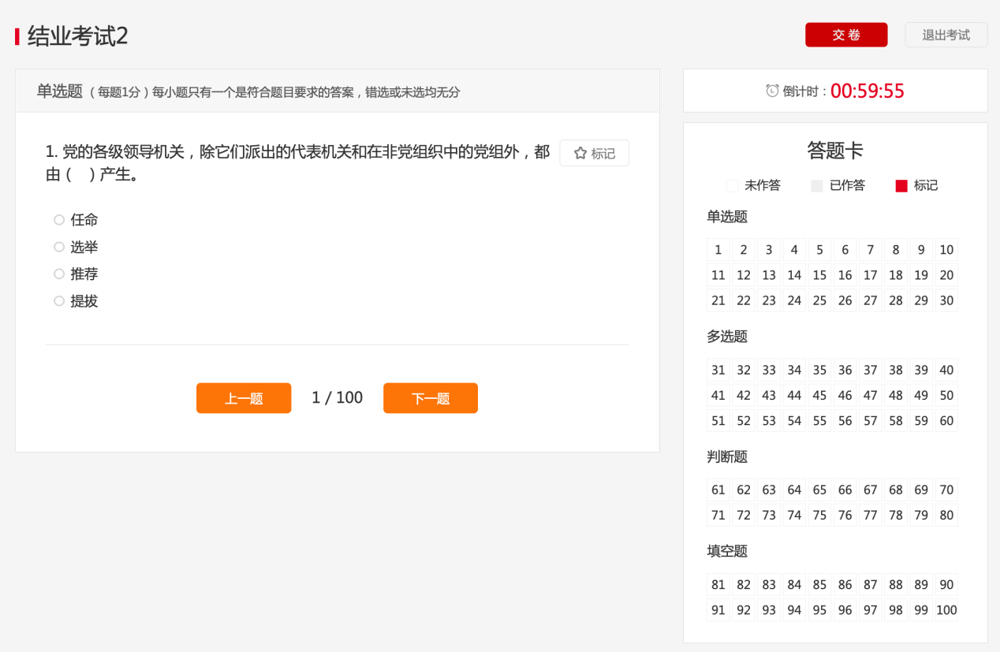 结业考试2
交 卷
退出考试
单选题 （ 每题1分 ）每小题只有一个是符合题目要求的答案，错选或未选均无分
倒计时：00:59:55
1. 党的各级领导机关，除它们派出的代表机关和在非党组织中的党组外，都
由（ ）产生。
标记
任命
选举
推荐
提拔
上一题 1 / 100 下一题
答题卡
未作答 已作答 标记
单选题
1 2 3 4 5 6 7 8 9 10
11 12 13 14 15 16 17 18 19 20
21 22 23 24 25 26 27 28 29 30
多选题
31 32 33 34 35 36 37 38 39 40
41 42 43 44 45 46 47 48 49 50
51 52 53 54 55 56 57 58 59 60
判断题
61 62 63 64 65 66 67 68 69 70
71 72 73 74 75 76 77 78 79 80
填空题
81 82 83 84 85 86 87 88 89 90
91 92 93 94 95 96 97 98 99 100